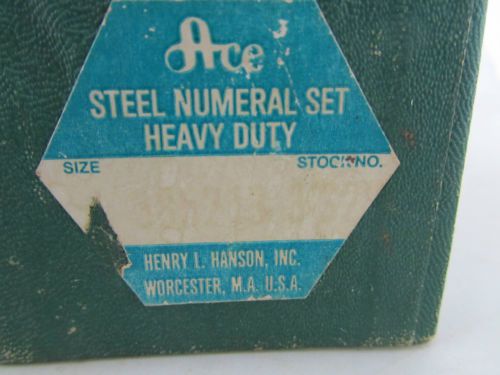 Ace
STEEL NUMERAL SET
HEAVY DUTY
SIZE STOCK NO.
HENRY L. HANSON, INC.
WORCESTER, M.A. U.S.A.